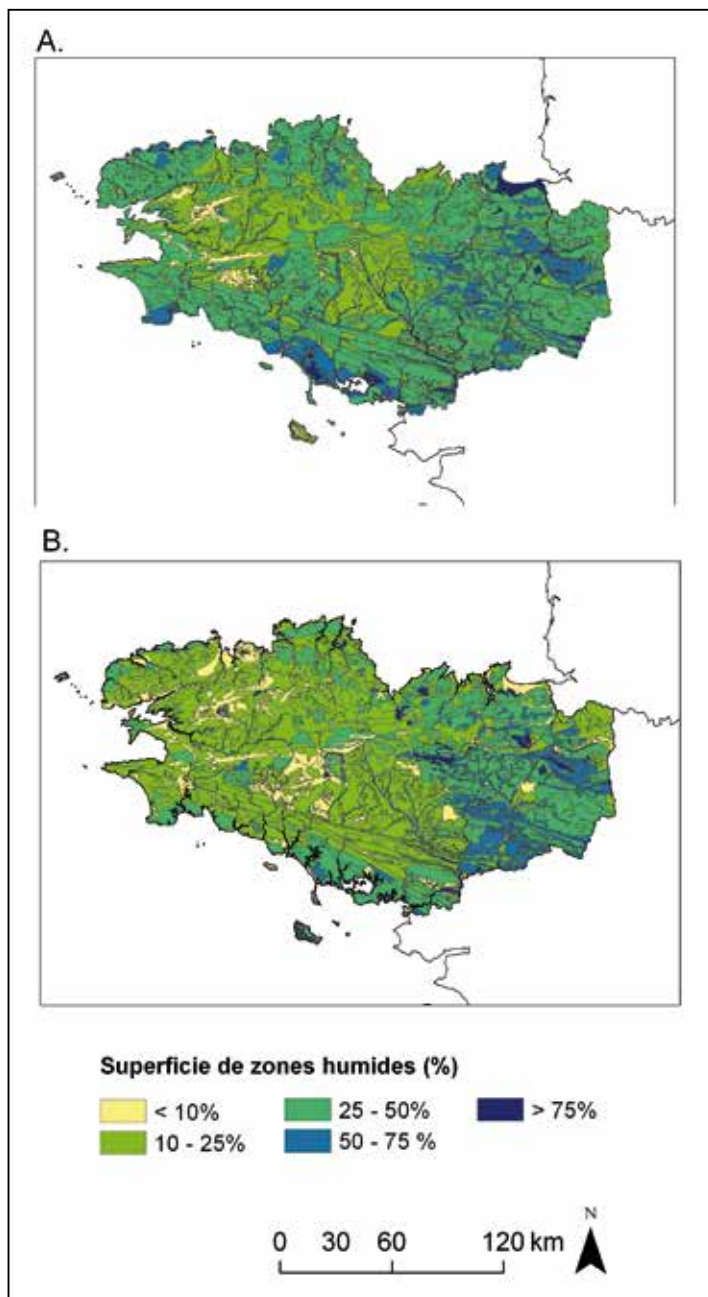 A.
B.
Superficie de zones humides (%)
< 10% 25 - 50% > 75%
10 - 25% 50 - 75 %
N
0 30 60 120 km